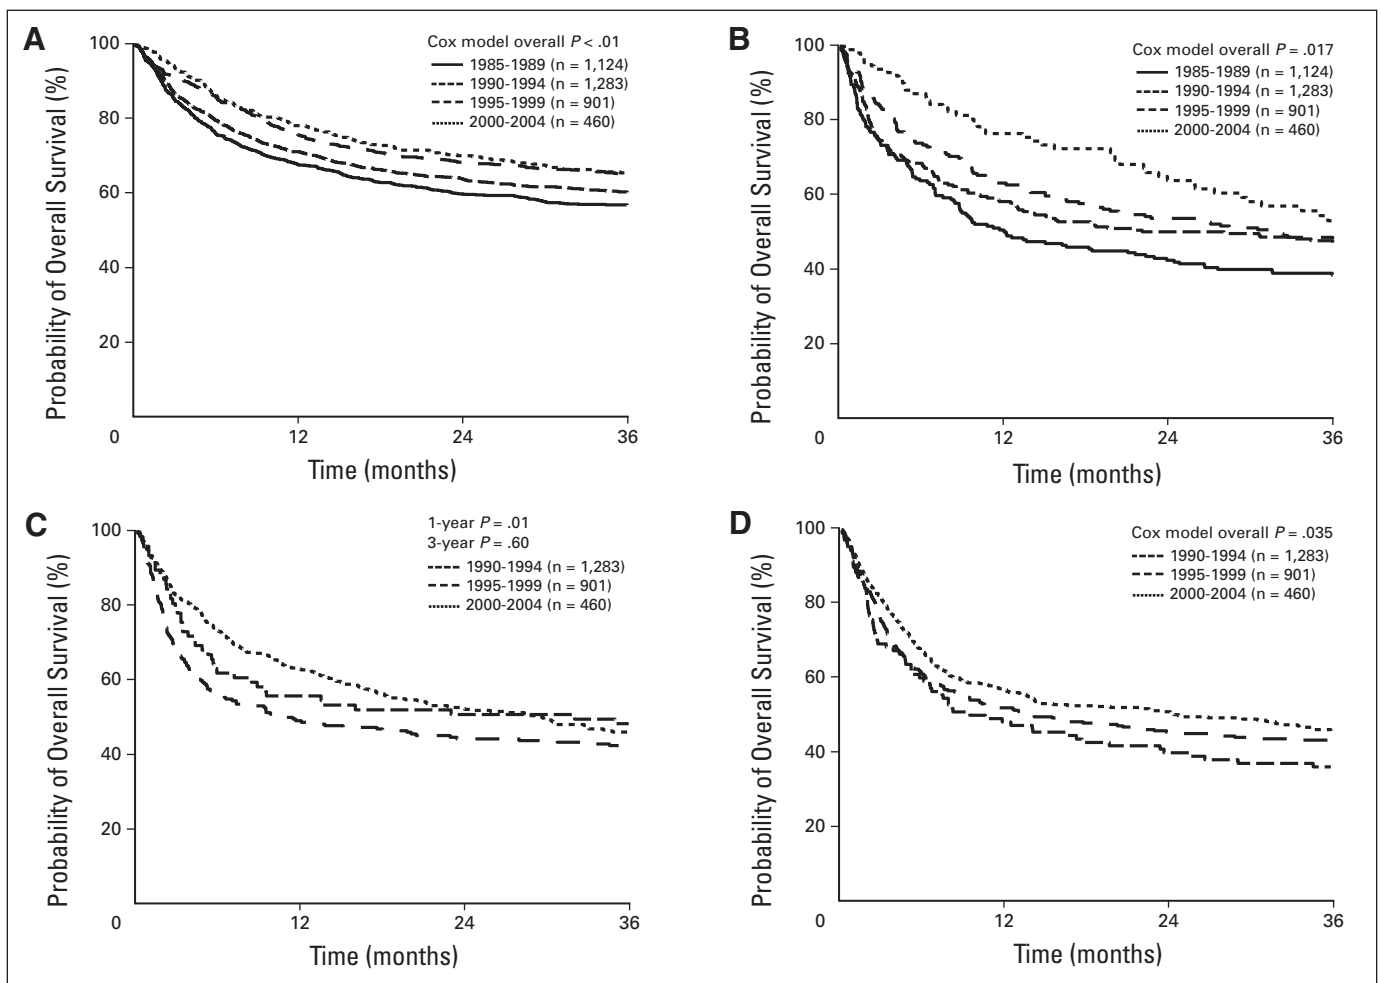 A
Cox model overall P < .01
1985-1989 (n = 1,124)
1990-1994 (n = 1,283)
1995-1999 (n = 901)
2000-2004 (n = 460)
Probability of Overall Survival (%)
100
80
60
40
20
0
12
24
36
Time (months)
B
Cox model overall P = .017
1985-1989 (n = 1,124)
1990-1994 (n = 1,283)
1995-1999 (n = 901)
2000-2004 (n = 460)
Probability of Overall Survival (%)
100
80
60
40
20
0
12
24
36
Time (months)
C
1-year P = .01
3-year P = .60
1990-1994 (n = 1,283)
1995-1999 (n = 901)
2000-2004 (n = 460)
Probability of Overall Survival (%)
100
80
60
40
20
0
12
24
36
Time (months)
D
Cox model overall P = .035
1990-1994 (n = 1,283)
1995-1999 (n = 901)
2000-2004 (n = 460)
Probability of Overall Survival (%)
100
80
60
40
20
0
12
24
36
Time (months)